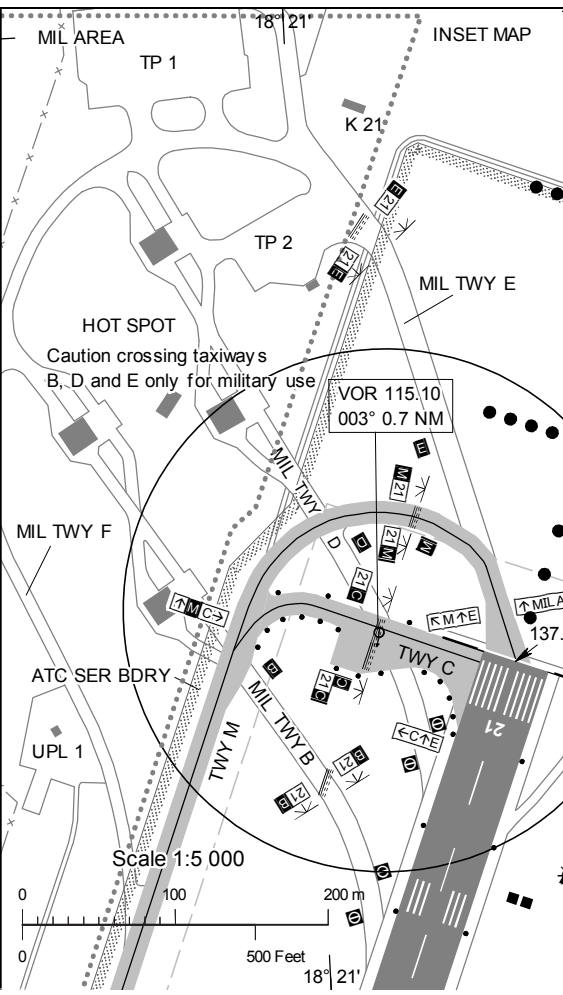 18° 21'
MIL AREA
INSET MAP
TP 1
K 21
E 21
21 E
TP 2
MIL TWY E
HOT SPOT
Caution crossing taxiways
B, D and E only for military use
VOR 115.10
003° 0.7 NM
E
M 21
MIL TWY D
MIL TWY F
D
21 M
M
21 C
↑M C→
↖M↑E
↑MIL A
137.
TWY C
ATC SER BDRY
B
21 C
C
MIL TWY B
21
←C↑E
UPL 1
TWY M
21 B
21 B
Scale 1:5 000
0 100 200 m
0 500 Feet
18° 21'